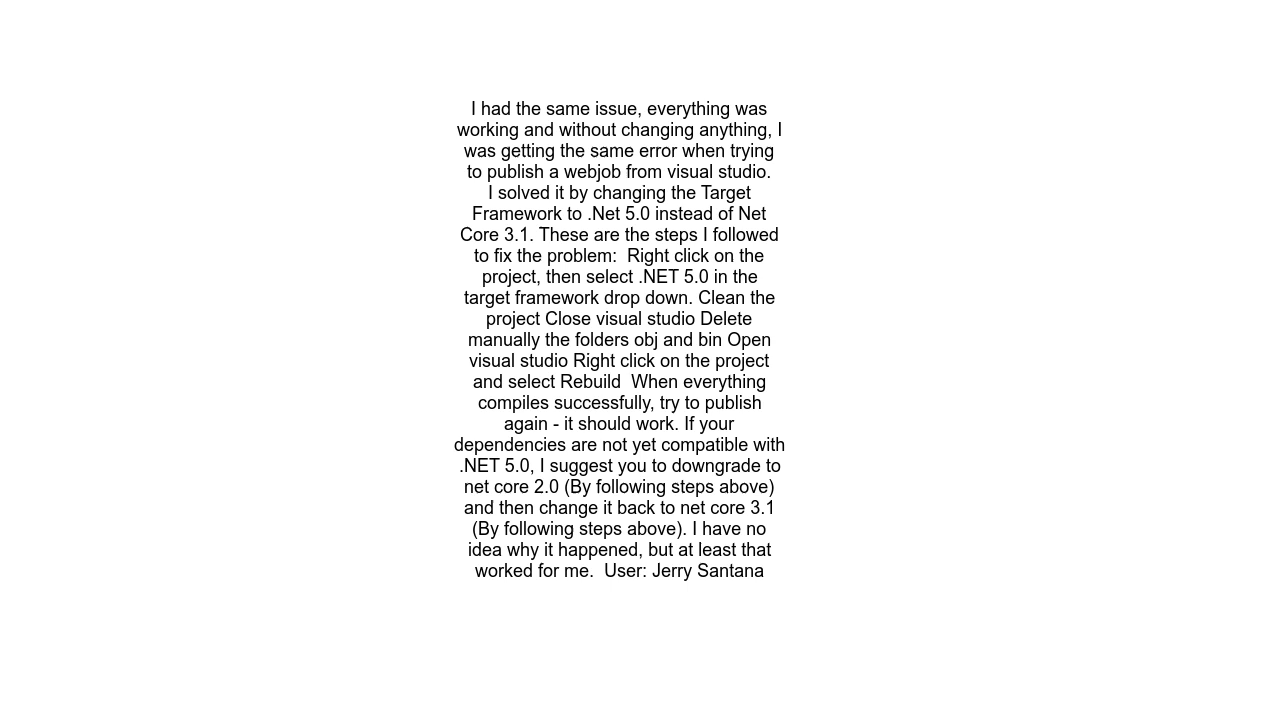 I had the same issue, everything was
working and without changing anything, I
was getting the same error when trying
to publish a webjob from visual studio.
I solved it by changing the Target
Framework to .Net 5.0 instead of Net
Core 3.1. These are the steps I followed
to fix the problem:  Right click on the
project, then select .NET 5.0 in the
target framework drop down. Clean the
project Close visual studio Delete
manually the folders obj and bin Open
visual studio Right click on the project
and select Rebuild  When everything
compiles successfully, try to publish
again - it should work. If your
dependencies are not yet compatible with
.NET 5.0, I suggest you to downgrade to
net core 2.0 (By following steps above)
and then change it back to net core 3.1
(By following steps above). I have no
idea why it happened, but at least that
worked for me.  User: Jerry Santana